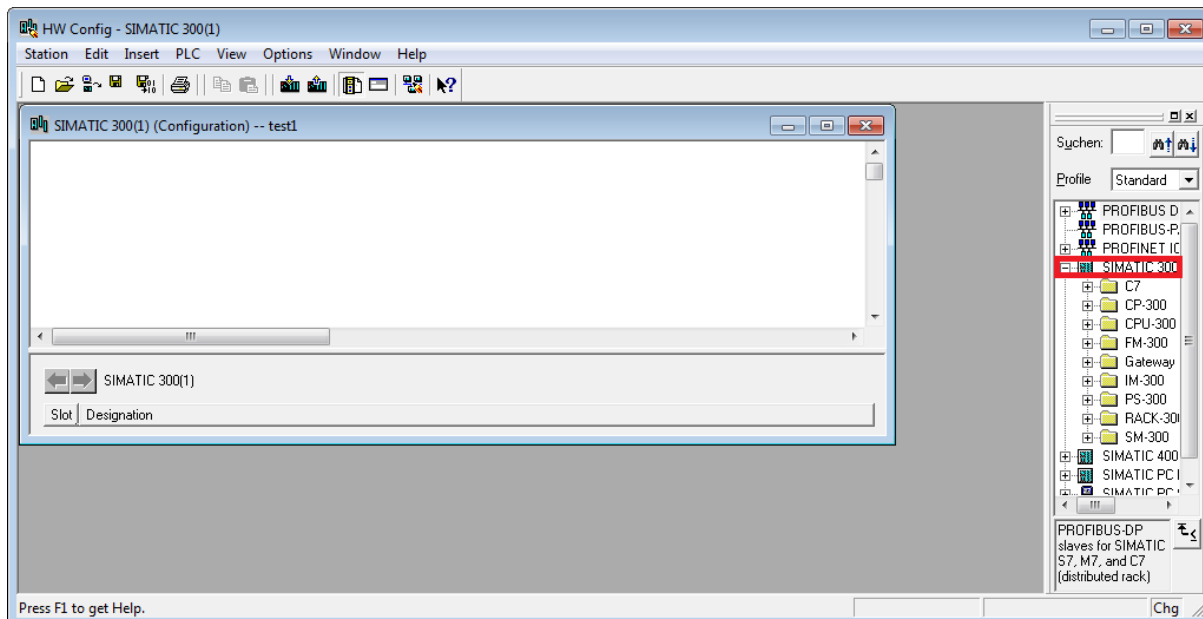 HW Config - SIMATIC 300(1)
Station Edit Insert PLC View Options Window Help
SIMATIC 300(1) (Configuration) -- test1
SIMATIC 300(1)
Slot Designation
Suchen:
Profile Standard
PROFIBUS D
PROFIBUS-P.
PROFINET IC
SIMATIC 300
C7
CP-300
CPU-300
FM-300
Gateway
IM-300
PS-300
RACK-30
SM-300
SIMATIC 400
SIMATIC PC
SIMATIC PC
PROFIBUS-DP
slaves for SIMATIC
S7, M7, and C7
(distributed rack)
Press F1 to get Help.
Chg